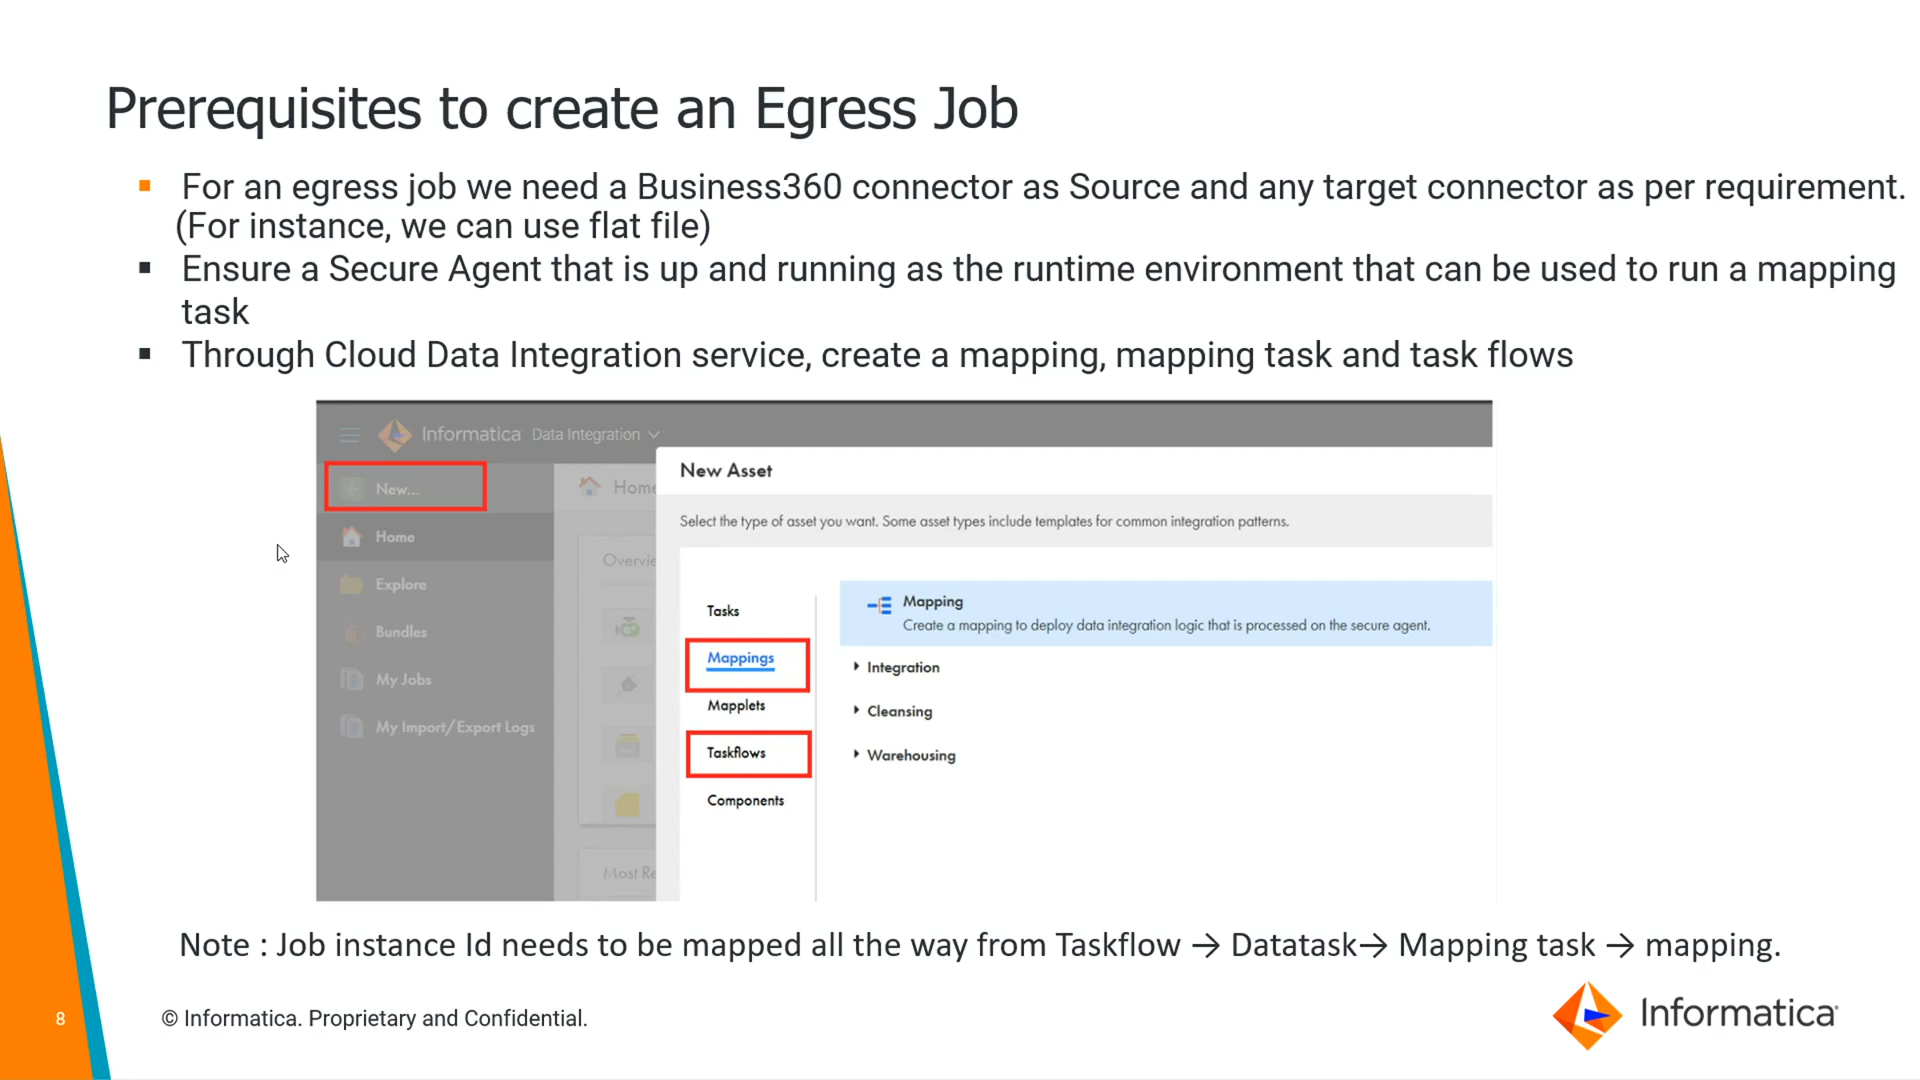 Prerequisites to create an Egress Job
▪ For an egress job we need a Business360 connector as Source and any target connector as per requirement.
(For instance, we can use flat file)
▪ Ensure a Secure Agent that is up and running as the runtime environment that can be used to run a mapping
task
▪ Through Cloud Data Integration service, create a mapping, mapping task and task flows
Informatica Data Integration
New...
Home
Explore
Bundles
My Jobs
My Import/Export Logs
Home
Overvie
Most Re
New Asset
Select the type of asset you want. Some asset types include templates for common integration patterns.
Tasks
Mappings
Mapplets
Taskflows
Components
Mapping
Create a mapping to deploy data integration logic that is processed on the secure agent.
Integration
Cleansing
Warehousing
Note : Job instance Id needs to be mapped all the way from Taskflow → Datatask→ Mapping task → mapping.
8
© Informatica. Proprietary and Confidential.
Informatica